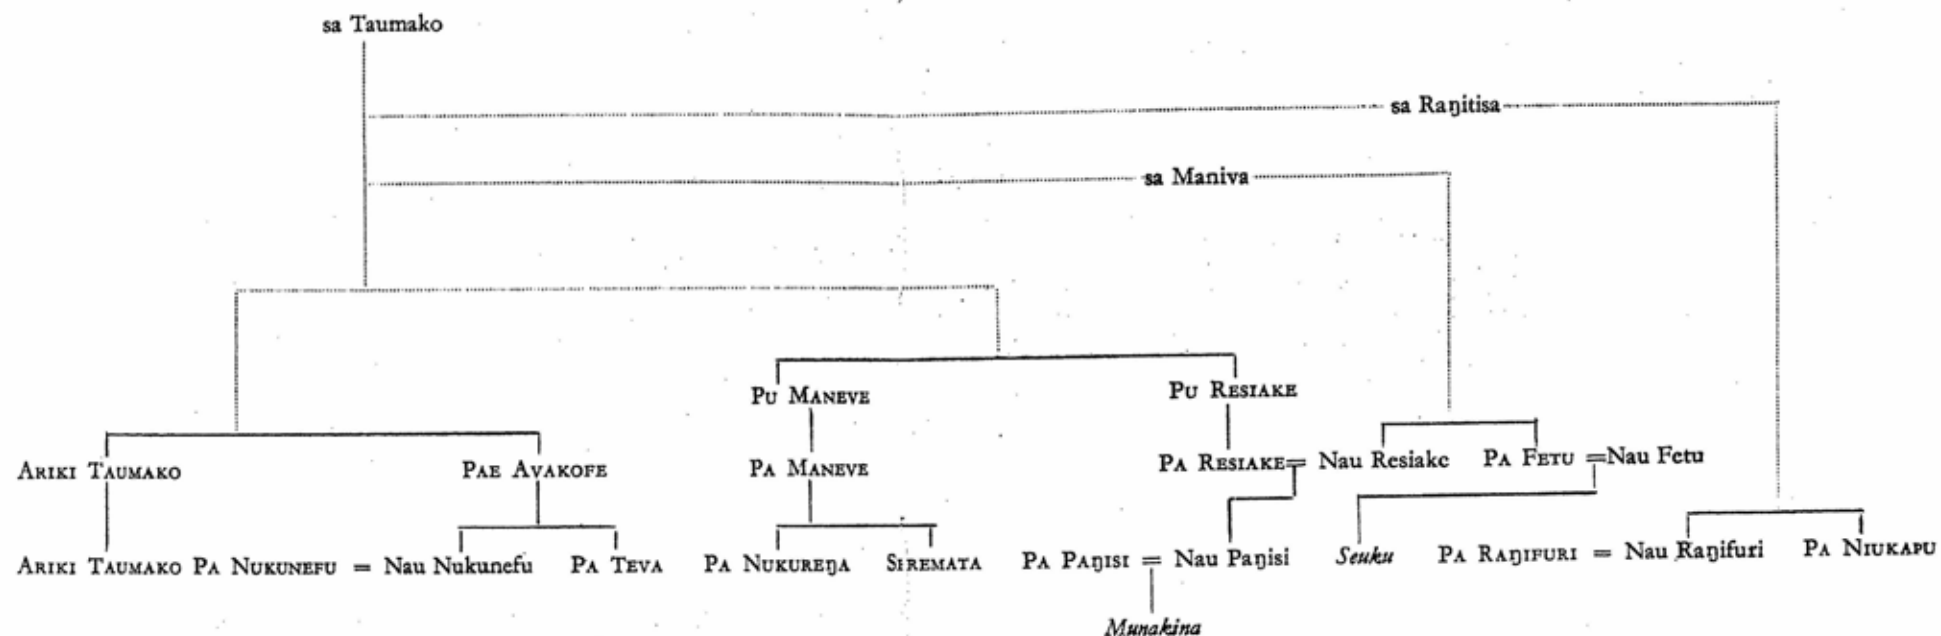 sa Taumako
sa Raŋitisa
sa Maniva
PU MANEVE PU RESIAKE
ARIKI TAUMAKO PAE AVAKOFE PA MANEVE PA RESIAKE = Nau Resiake PA FETU = Nau Fetu
ARIKI TAUMAKO PA NUKUNEFU = Nau Nukunefu PA TEVA PA NUKUREŊA SIREMATA PA PAŊISI = Nau Paŋisi Seuku PA RAŊIFURI = Nau Raŋifuri PA NIUKAPU
Munakina